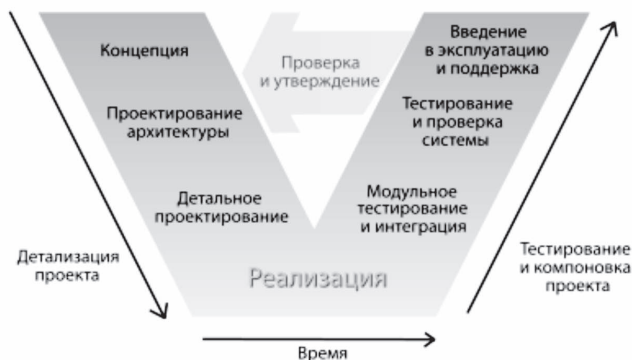 Концепция
Проектирование
архитектуры
Детальное
проектирование
Проверка
и утверждение
Введение
в эксплуатацию
и поддержка
Тестирование
и проверка
системы
Модульное
тестирование
и интеграция
Реализация
Детализация
проекта
Тестирование
и компоновка
проекта
Время